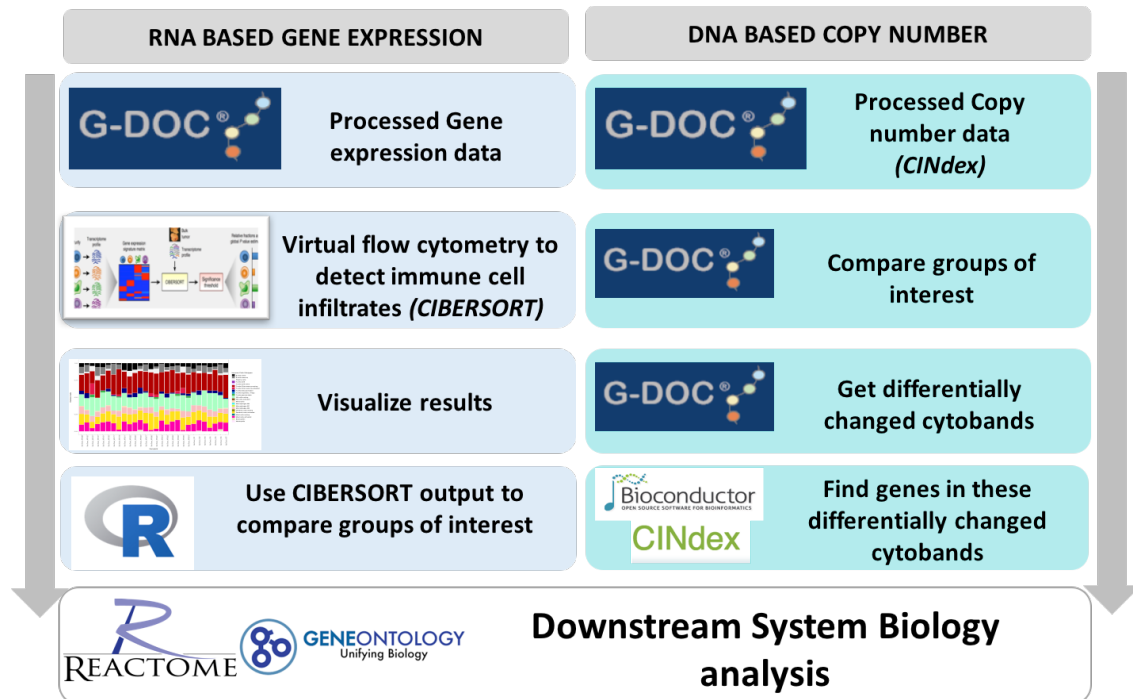 RNA BASED GENE EXPRESSION
DNA BASED COPY NUMBER
G-DOC®
Processed Gene
expression data
G-DOC®
Processed Copy
number data
(CINdex)
Virtual flow cytometry to
detect immune cell
infiltrates (CIBERSORT)
CIBERSORT
G-DOC®
Compare groups of
interest
Visualize results
G-DOC®
Get differentially
changed cytobands
R
Use CIBERSORT output to
compare groups of interest
Bioconductor
OPEN SOURCE SOFTWARE FOR BIOINFORMATICS
CINdex
Find genes in these
differentially changed
cytobands
REACTOME
GENEONTOLOGY
Unifying Biology
Downstream System Biology
analysis